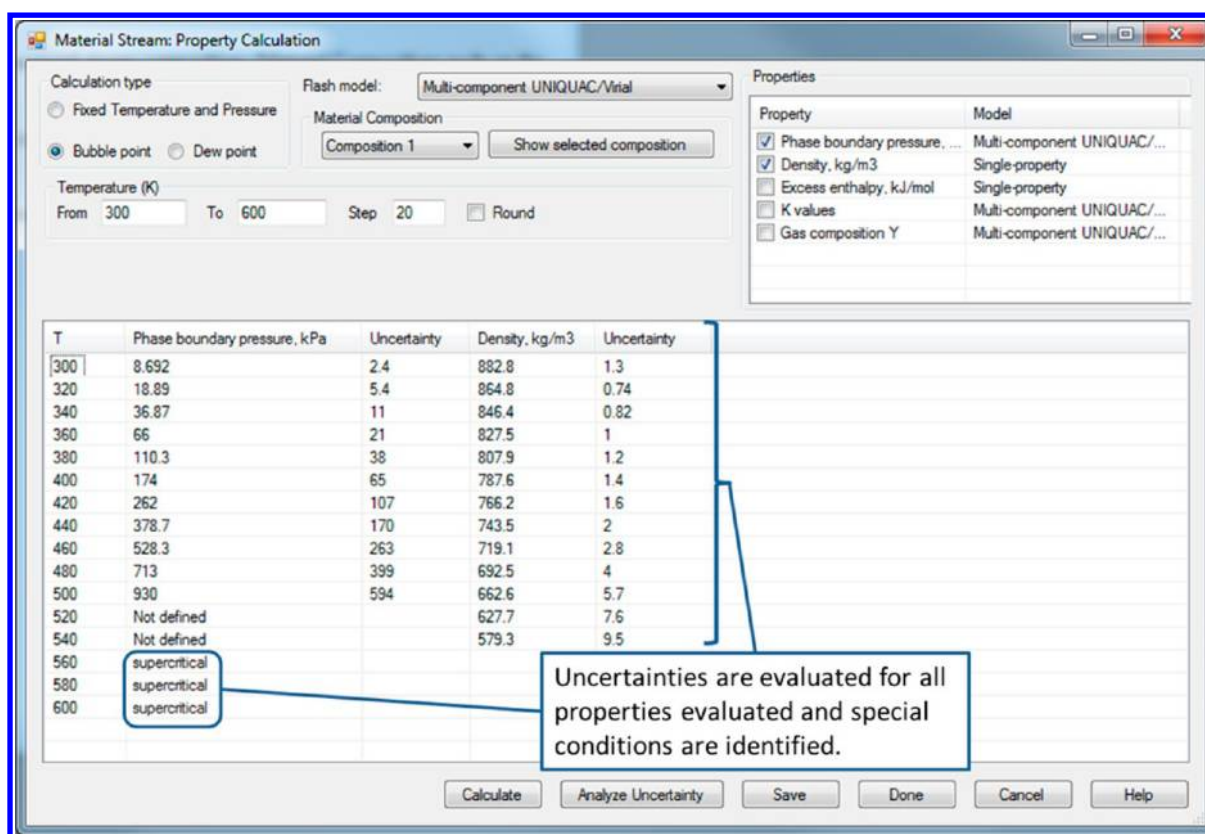 Material Stream: Property Calculation
Calculation type
Fixed Temperature and Pressure
Bubble point Dew point
Flash model: Multi-component UNIQUAC/Virial
Material Composition
Composition 1 Show selected composition
Temperature (K)
From 300 To 600 Step 20 Round
Properties
Property Model
Phase boundary pressure, ... Multi-component UNIQUAC/...
Density, kg/m3 Single-property
Excess enthalpy, kJ/mol Single-property
K values Multi-component UNIQUAC/...
Gas composition Y Multi-component UNIQUAC/...
T Phase boundary pressure, kPa Uncertainty Density, kg/m3 Uncertainty
300 8.692 2.4 882.8 1.3
320 18.89 5.4 864.8 0.74
340 36.87 11 846.4 0.82
360 66 21 827.5 1
380 110.3 38 807.9 1.2
400 174 65 787.6 1.4
420 262 107 766.2 1.6
440 378.7 170 743.5 2
460 528.3 263 719.1 2.8
480 713 399 692.5 4
500 930 594 662.6 5.7
520 Not defined 627.7 7.6
540 Not defined 579.3 9.5
560 supercritical
580 supercritical
600 supercritical
Uncertainties are evaluated for all
properties evaluated and special
conditions are identified.
Calculate Analyze Uncertainty Save Done Cancel Help